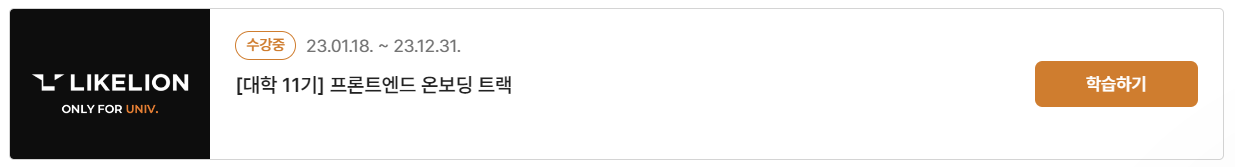 LIKELION
ONLY FOR UNIV.
수강중 23.01.18. ~ 23.12.31.
[대학 11기] 프론트엔드 온보딩 트랙
학습하기